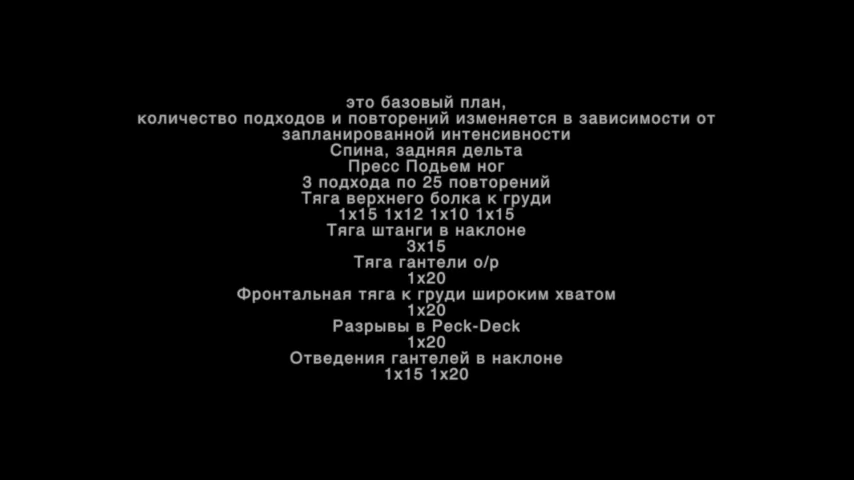 это базовый план,
количество подходов и повторений изменяется в зависимости от
запланированной интенсивности
Спина, задняя дельта
Пресс Подьем ног
3 подхода по 25 повторений
Тяга верхнего болка к груди
1х15 1х12 1х10 1х15
Тяга штанги в наклоне
3х15
Тяга гантели о/р
1х20
Фронтальная тяга к груди широким хватом
1х20
Разрывы в Peck-Deck
1х20
Отведения гантелей в наклоне
1х15 1х20